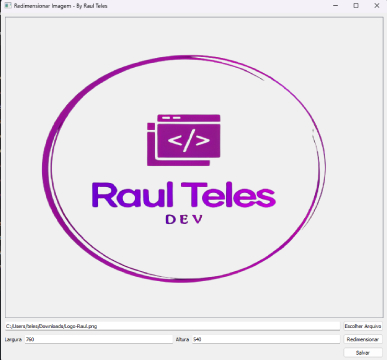 Redimensionar Imagem - By Raul Teles
</>
Raul Teles
DEV
C:/Users/teles/Downloads/Logo-Raul.png Escolher Arquivo
Largura 760 Altura 540 Redimensionar
Salvar